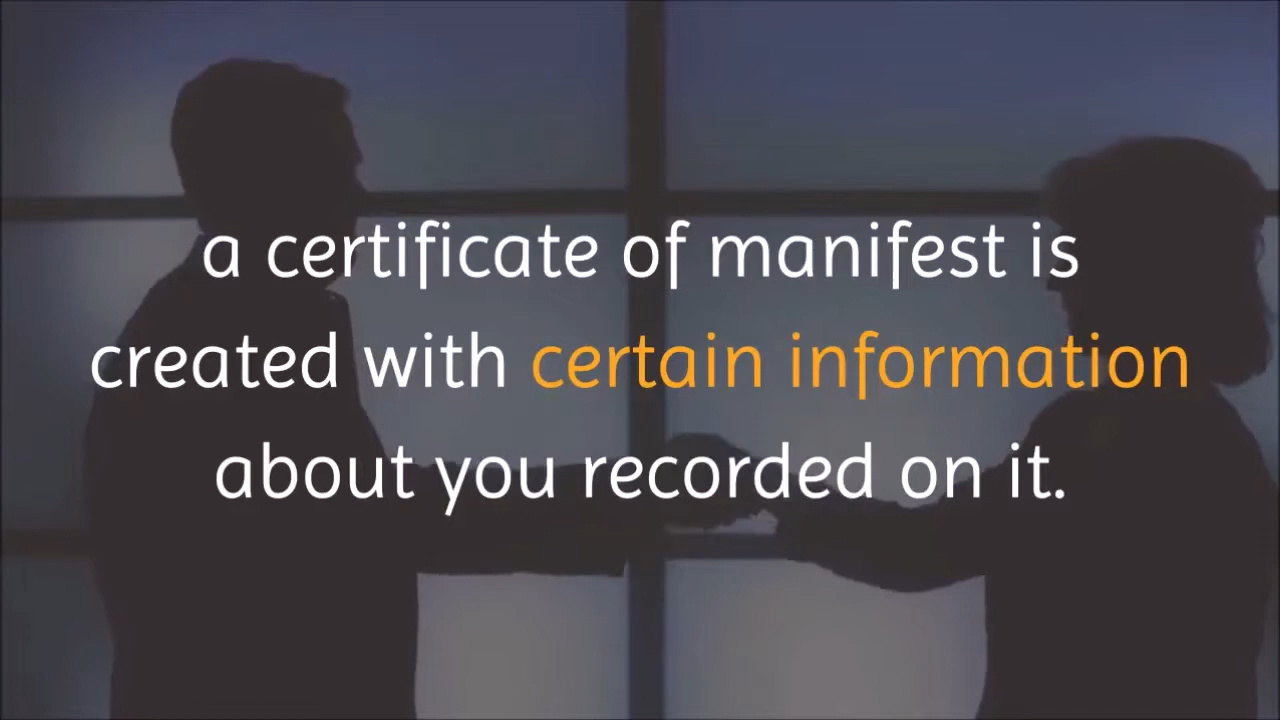 a certificate of manifest is
created with certain information
about you recorded on it.